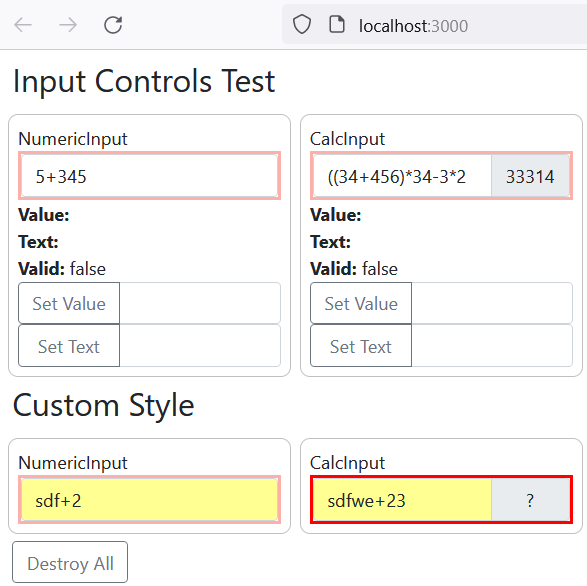 localhost:3000
Input Controls Test
NumericInput
5+345
Value:
Text:
Valid: false
Set Value
Set Text
CalcInput
((34+456)*34-3*2 33314
Value:
Text:
Valid: false
Set Value
Set Text
Custom Style
NumericInput
sdf+2
CalcInput
sdfwe+23 ?
Destroy All